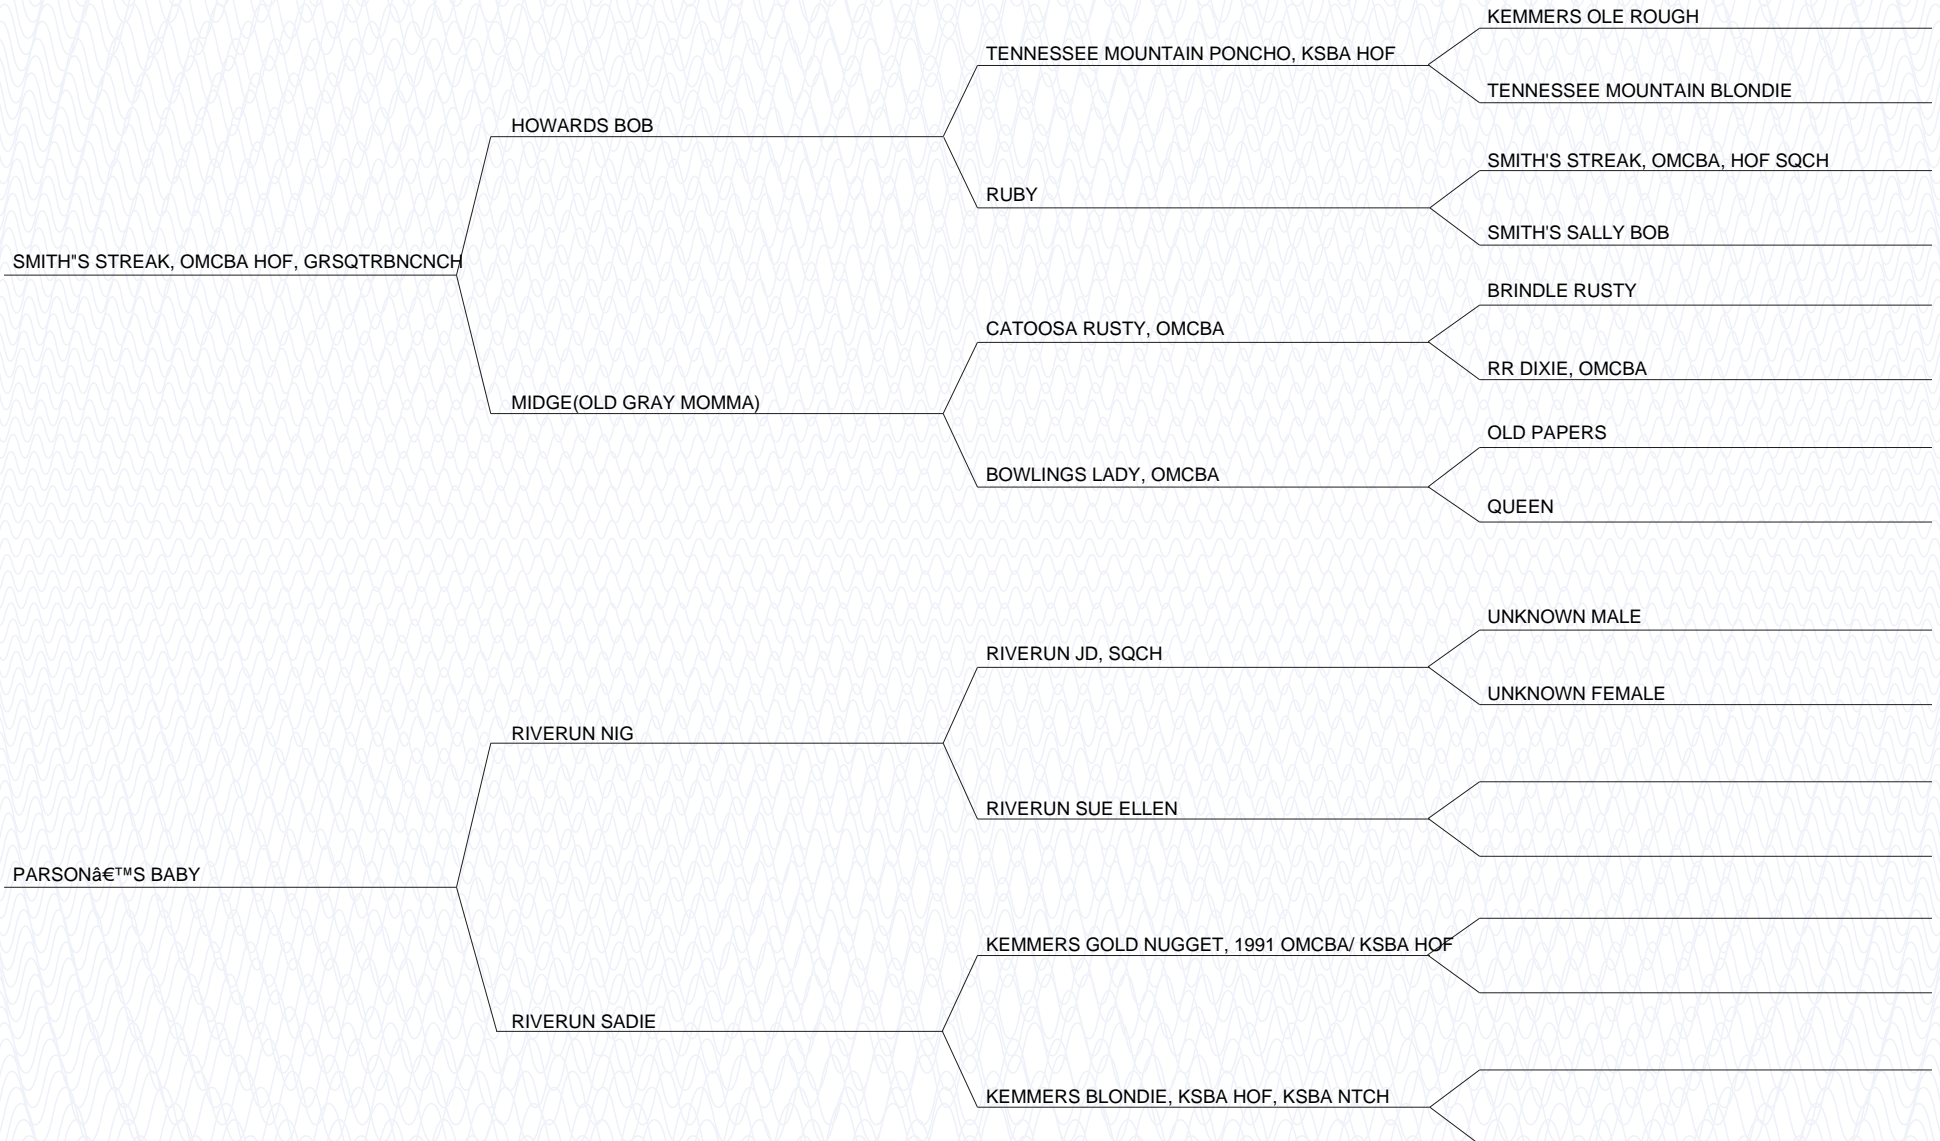 KEMMERS OLE ROUGH
TENNESSEE MOUNTAIN PONCHO, KSBA HOF
TENNESSEE MOUNTAIN BLONDIE
HOWARDS BOB
SMITH'S STREAK, OMCBA, HOF SQCH
RUBY
SMITH'S SALLY BOB
SMITH"S STREAK, OMCBA HOF, GRSQTRBNCNCH
BRINDLE RUSTY
CATOOSA RUSTY, OMCBA
RR DIXIE, OMCBA
MIDGE(OLD GRAY MOMMA)
OLD PAPERS
BOWLINGS LADY, OMCBA
QUEEN
UNKNOWN MALE
RIVERUN JD, SQCH
UNKNOWN FEMALE
RIVERUN NIG
RIVERUN SUE ELLEN
PARSONâ€™S BABY
KEMMERS GOLD NUGGET, 1991 OMCBA/ KSBA HOF
RIVERUN SADIE
KEMMERS BLONDIE, KSBA HOF, KSBA NTCH